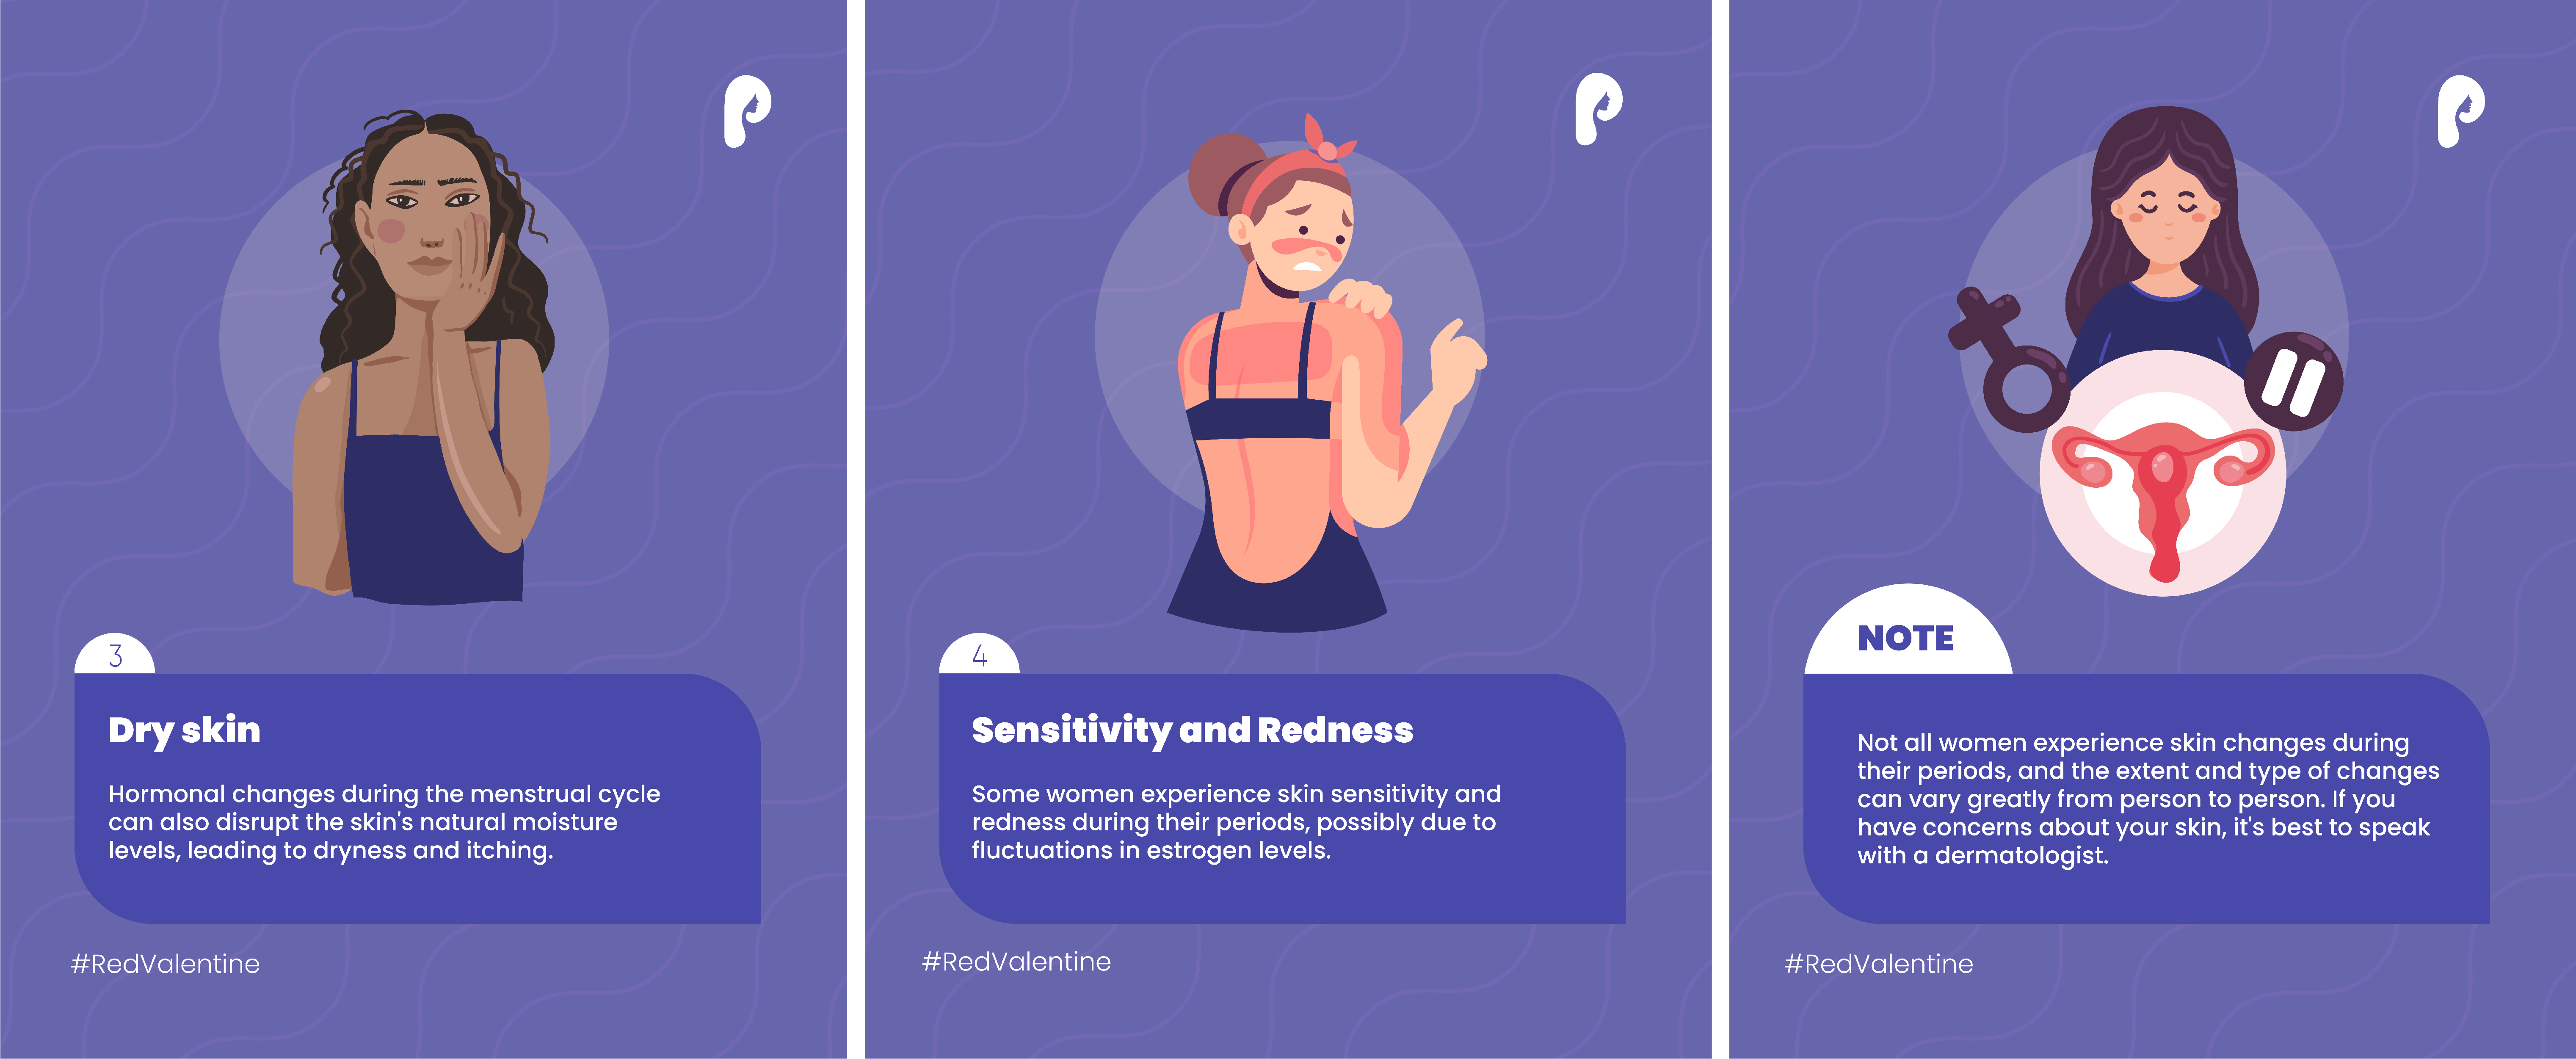 3
Dry skin
Hormonal changes during the menstrual cycle
can also disrupt the skin's natural moisture
levels, leading to dryness and itching.
#RedValentine
4
Sensitivity and Redness
Some women experience skin sensitivity and
redness during their periods, possibly due to
fluctuations in estrogen levels.
#RedValentine
NOTE
Not all women experience skin changes during
their periods, and the extent and type of changes
can vary greatly from person to person. If you
have concerns about your skin, it's best to speak
with a dermatologist.
#RedValentine